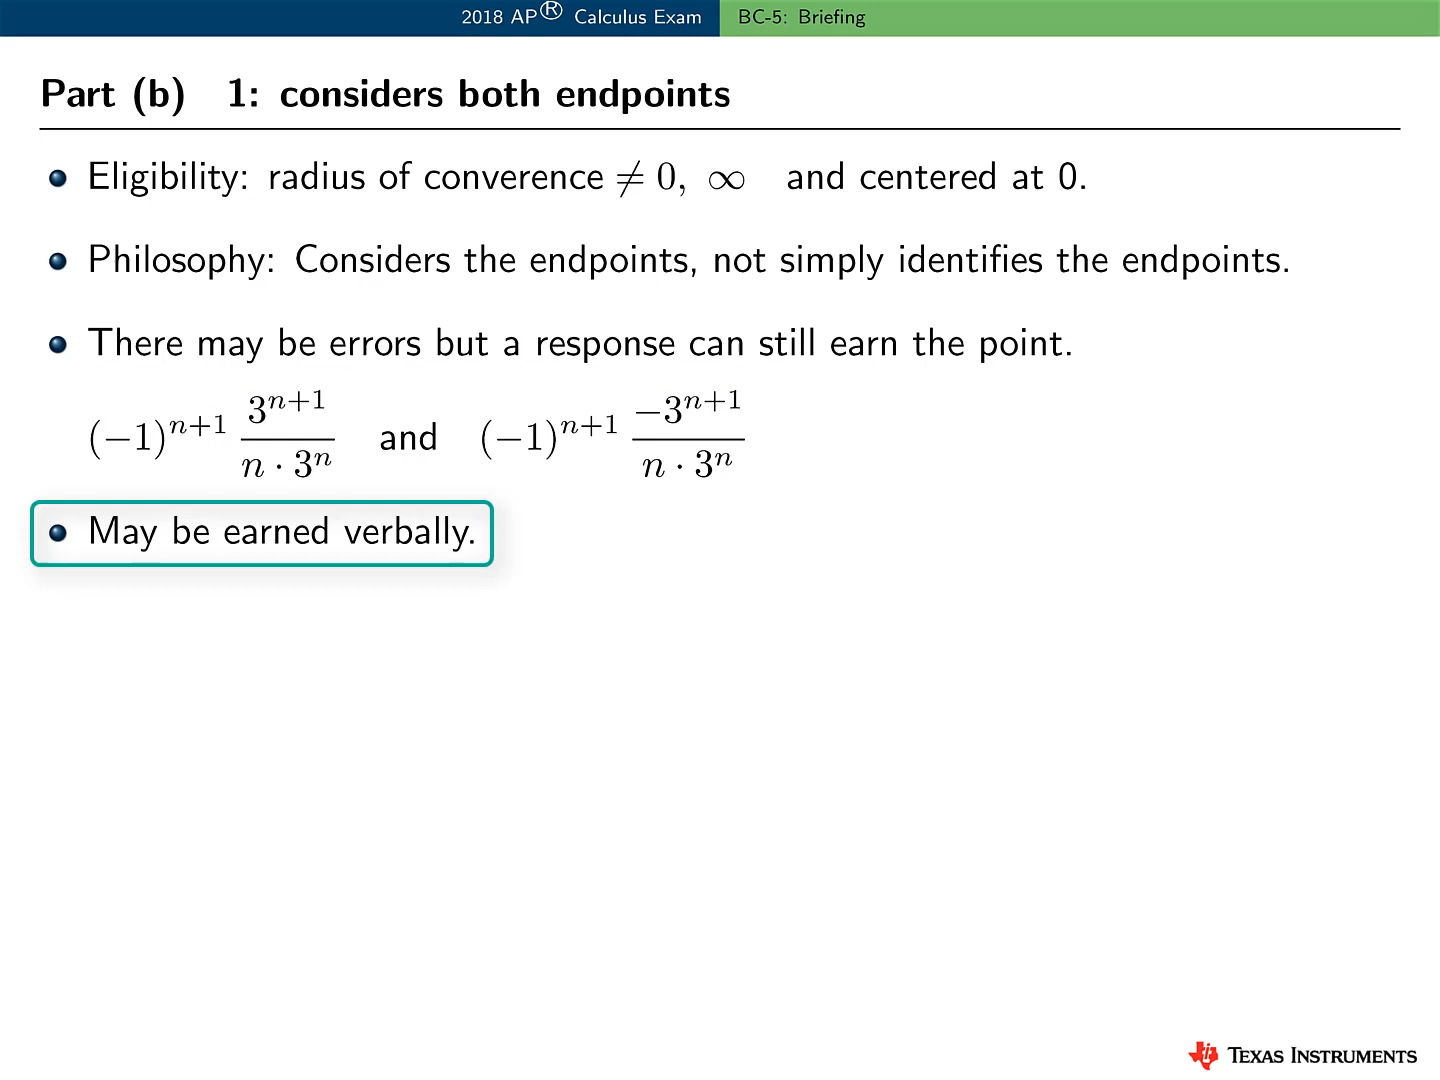 2018 AP® Calculus Exam BC-5: Briefing
Part (b) 1: considers both endpoints
• Eligibility: radius of converence ≠ 0, ∞ and centered at 0.
• Philosophy: Considers the endpoints, not simply identifies the endpoints.
• There may be errors but a response can still earn the point.
(−1)^{n+1} \frac{3^{n+1}}{n · 3^n} and (−1)^{n+1} \frac{−3^{n+1}}{n · 3^n}
• May be earned verbally.
TEXAS INSTRUMENTS